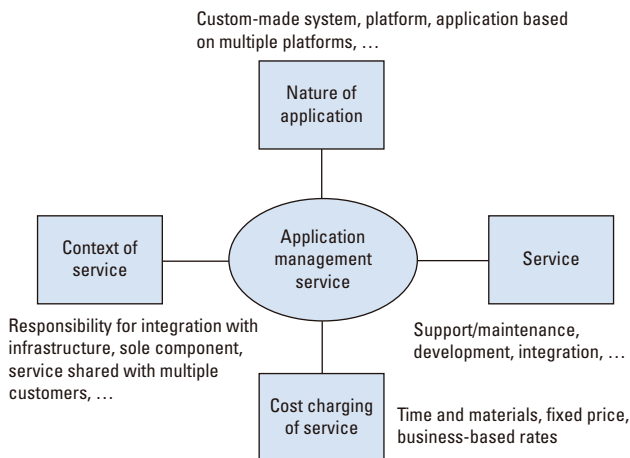 Custom-made system, platform, application based
on multiple platforms, …
Nature of
application
Context of
service
Application
management
service
Service
Responsibility for integration with
infrastructure, sole component,
service shared with multiple
customers, …
Support/maintenance,
development, integration, …
Cost charging
of service
Time and materials, fixed price,
business-based rates